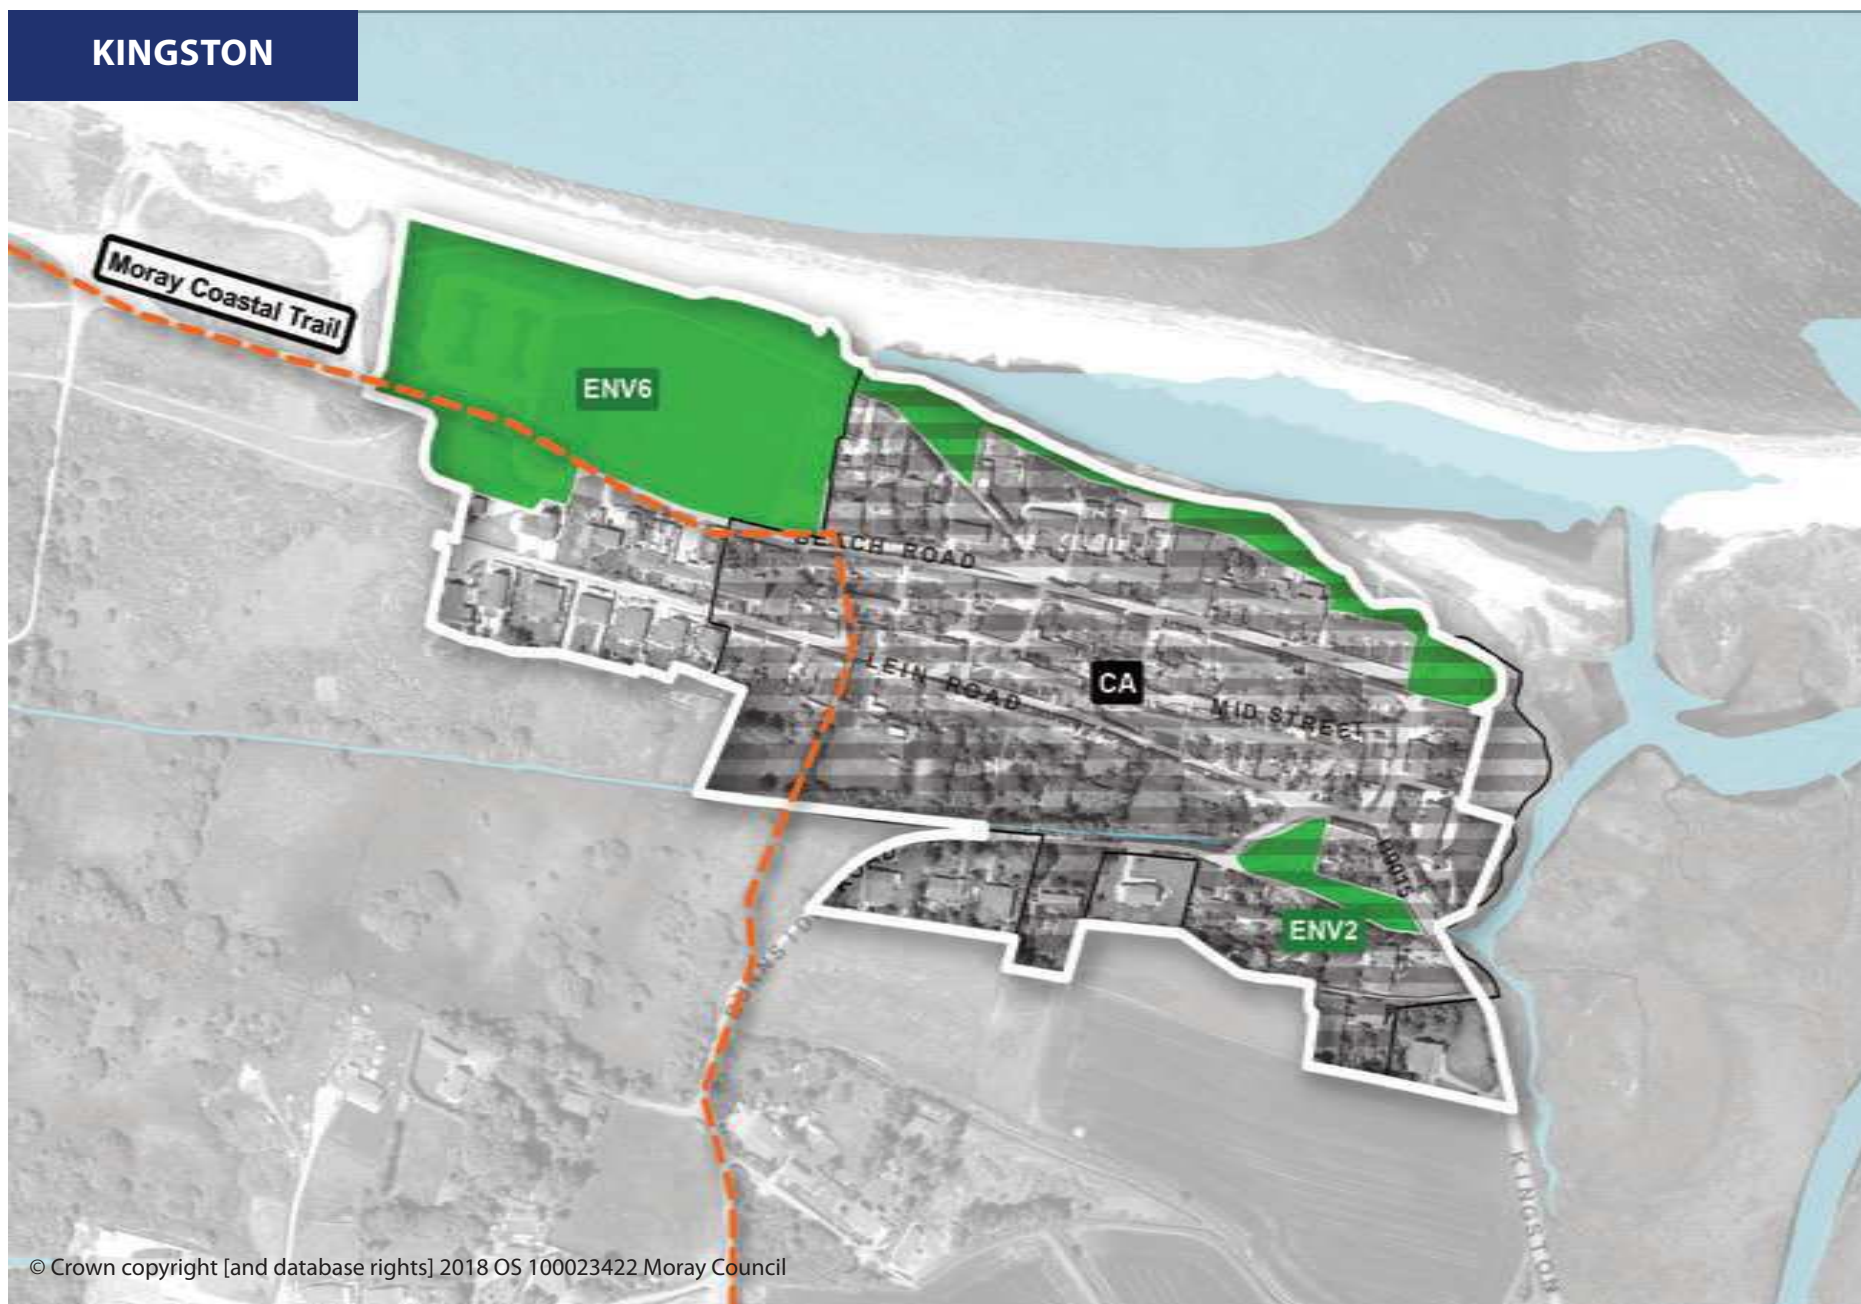 KINGSTON
Moray Coastal Trail
ENV6
BEACH ROAD
LEIN ROAD
CA
MID STREET
ROAD
ENV2
KINGSTON
© Crown copyright [and database rights] 2018 OS 100023422 Moray Council